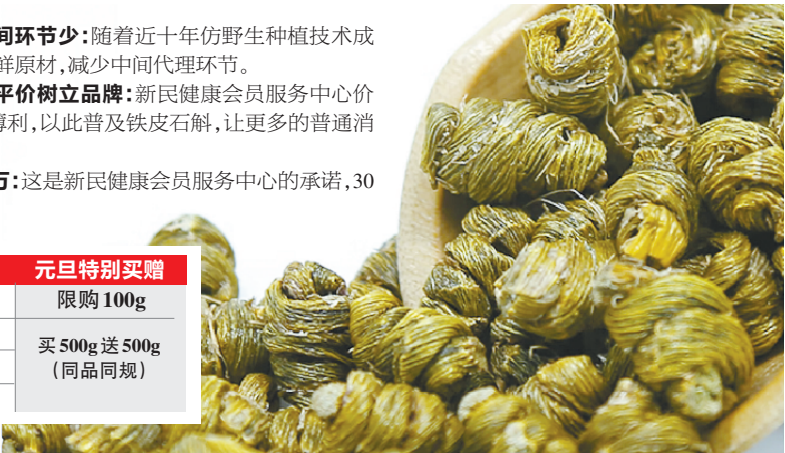 间环节少:随着近十年仿野生种植技术成
鲜原材,减少中间代理环节。
平价树立品牌:新民健康会员服务中心价
薄利,以此普及铁皮石斛,让更多的普通消
这是新民健康会员服务中心的承诺,30
元旦特别买赠
限购100g
买500g送500g
(同品同规)